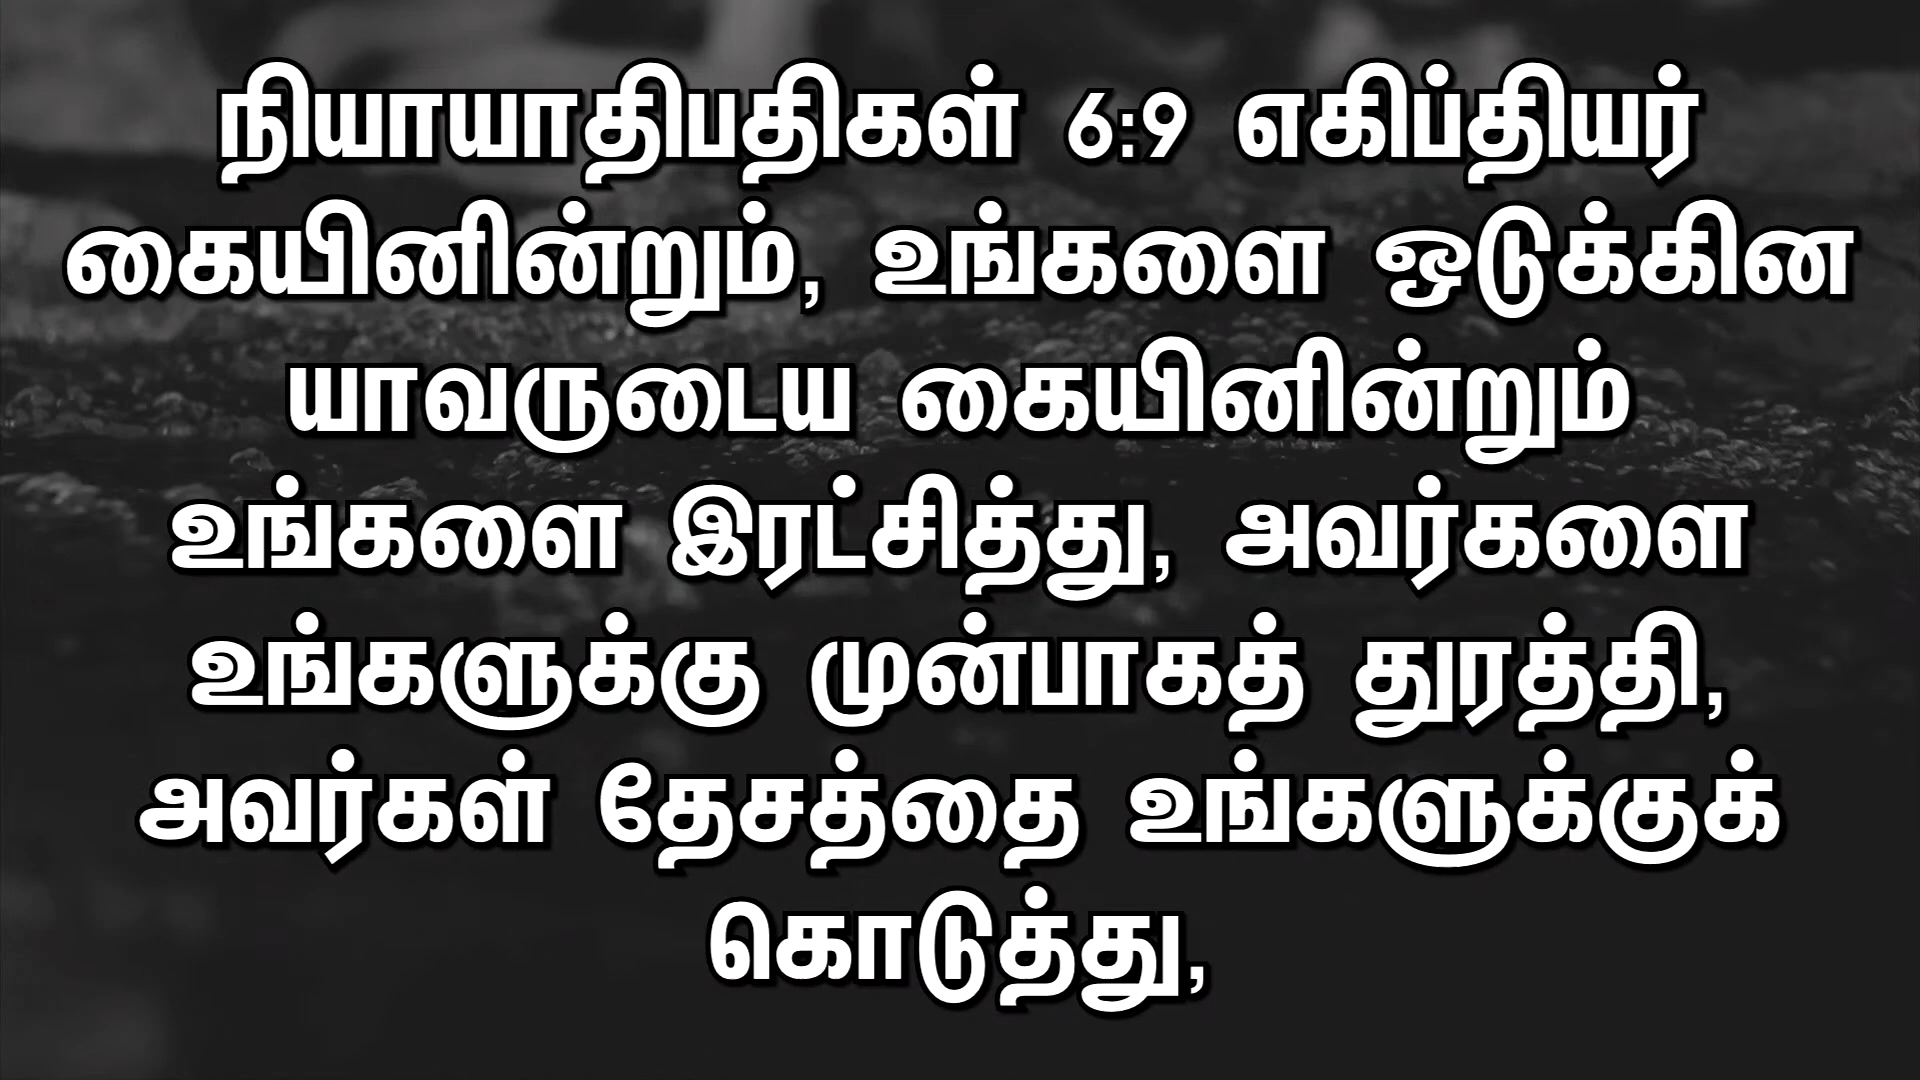 நியாயாதிபதிகள் 6:9 எகிப்தியர்
கையினின்றும், உங்களை ஒடுக்கின
யாவருடைய கையினின்றும்
உங்களை இரட்சித்து, அவர்களை
உங்களுக்கு முன்பாகத் துரத்தி,
அவர்கள் தேசத்தை உங்களுக்குக்
கொடுத்து,